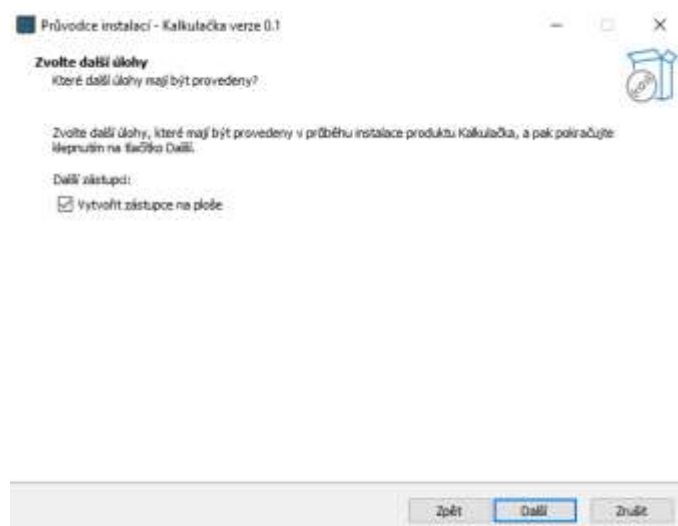 Průvodce instalací - Kalkulačka verze 0.1
Zvolte další úlohy
Které další úlohy mají být provedeny?
Zvolte další úlohy, které mají být provedeny v průběhu instalace produktu Kalkulačka, a pak pokračujte
klepnutím na tlačítko Další.
Další zástupci:
Vytvořit zástupce na ploše
Zpět
Další
Zrušit